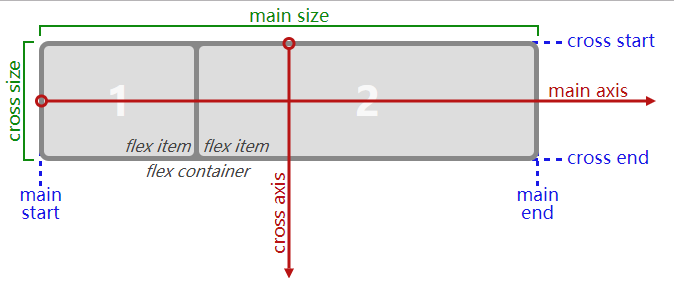 main size
cross start
cross size
1
2
main axis
flex item
flex item
cross end
flex container
main
start
cross axis
main
end